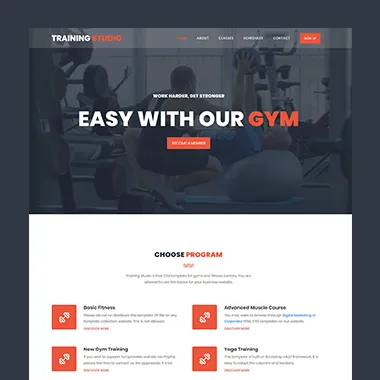 TRAINING STUDIO
HOME ABOUT CLASSES SCHEDULES CONTACT SIGN UP
WORK HARDER, GET STRONGER
EASY WITH OUR GYM
BECOME A MEMBER
CHOOSE PROGRAM
Training Studio is free CSS template for gyms and fitness centers. You are
allowed to use this layout for your business website.
Basic Fitness
Please do not re-distribute this template ZIP file on any
template collection website. This is not allowed.
DISCOVER MORE
Advanced Muscle Course
You may want to browse through Digital Marketing or
Corporate HTML CSS templates on our website.
DISCOVER MORE
New Gym Training
If you wish to support TemplateMo website via PayPal,
please feel free to contact us. We appreciate it a lot.
DISCOVER MORE
Yoga Training
This template is built on Bootstrap v4.3.1 framework. It is
easy to adapt the columns and sections.
DISCOVER MORE